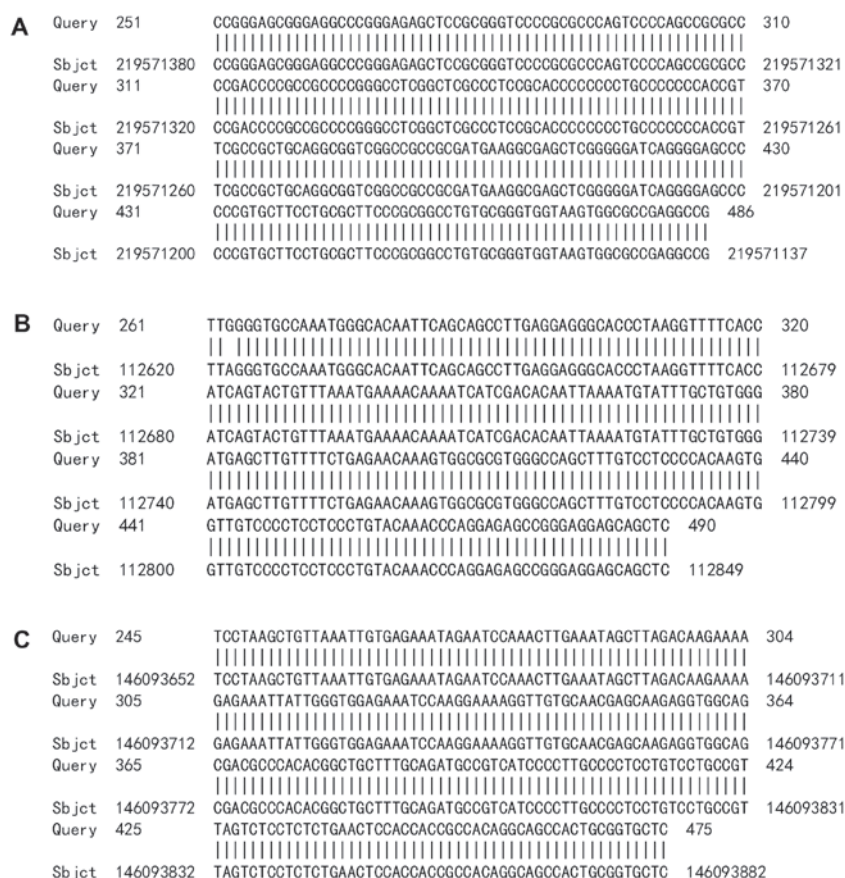 A
Query 251 CCGGGAGCGGGAGGCCCGGGAGAGCTCCGCGGGTCCCCGCGCCCAGTCCCCAGCCGCGCC 310
Sbjct 219571380 CCGGGAGCGGGAGGCCCGGGAGAGCTCCGCGGGTCCCCGCGCCCAGTCCCCAGCCGCGCC 219571321
Query 311 CCGACCCCGCCGCCCCGGGCCTCGGCTCGCCCTCCGCACCCCCCCCTGCCCCCCCACCGT 370
Sbjct 219571320 CCGACCCCGCCGCCCCGGGCCTCGGCTCGCCCTCCGCACCCCCCCCTGCCCCCCCACCGT 219571261
Query 371 TCGCCGCTGCAGGCGGTCGGCCGCCGCGATGAAGGCGAGCTCGGGGGATCAGGGGAGCCC 430
Sbjct 219571260 TCGCCGCTGCAGGCGGTCGGCCGCCGCGATGAAGGCGAGCTCGGGGGATCAGGGGAGCCC 219571201
Query 431 CCCGTGCTTCCTGCGCTTCCCGCGGCCTGTGCGGGTGGTAAGTGGCGCCGAGGCCG 486
Sbjct 219571200 CCCGTGCTTCCTGCGCTTCCCGCGGCCTGTGCGGGTGGTAAGTGGCGCCGAGGCCG 219571137
B
Query 261 TTGGGGTGCCAAATGGGCACAATTCAGCAGCCTTGAGGAGGGCACCCTAAGGTTTTCACC 320
Sbjct 112620 TTAGGGTGCCAAATGGGCACAATTCAGCAGCCTTGAGGAGGGCACCCTAAGGTTTTCACC 112679
Query 321 ATCAGTACTGTTTAAATGAAAACAAAATCATCGACACAATTAAAATGTATTTGCTGTGGG 380
Sbjct 112680 ATCAGTACTGTTTAAATGAAAACAAAATCATCGACACAATTAAAATGTATTTGCTGTGGG 112739
Query 381 ATGAGCTTGTTTTCTGAGAACAAAGTGGCGCGTGGGCCAGCTTTGTCCTCCCCACAAGTG 440
Sbjct 112740 ATGAGCTTGTTTTCTGAGAACAAAGTGGCGCGTGGGCCAGCTTTGTCCTCCCCACAAGTG 112799
Query 441 GTTGTCCCCTCCTCCCTGTACAAACCCAGGAGAGCCGGGAGGAGCAGCTC 490
Sbjct 112800 GTTGTCCCCTCCTCCCTGTACAAACCCAGGAGAGCCGGGAGGAGCAGCTC 112849
C
Query 245 TCCTAAGCTGTTAAATTGTGAGAAATAGAATCCAAACTTGAAATAGCTTAGACAAGAAAA 304
Sbjct 146093652 TCCTAAGCTGTTAAATTGTGAGAAATAGAATCCAAACTTGAAATAGCTTAGACAAGAAAA 146093711
Query 305 GAGAAATTATTGGGTGGAGAAATCCAAGGAAAAGGTTGTGCAACGAGCAAGAGGTGGCAG 364
Sbjct 146093712 GAGAAATTATTGGGTGGAGAAATCCAAGGAAAAGGTTGTGCAACGAGCAAGAGGTGGCAG 146093771
Query 365 CGACGCCCACACGGCTGCTTTGCAGATGCCGTCATCCCCTTGCCCCTCCTGTCCTGCCGT 424
Sbjct 146093772 CGACGCCCACACGGCTGCTTTGCAGATGCCGTCATCCCCTTGCCCCTCCTGTCCTGCCGT 146093831
Query 425 TAGTCTCCTCTCTGAACTCCACCACCGCCACAGGCAGCCACTGCGGTGCTC 475
Sbjct 146093832 TAGTCTCCTCTCTGAACTCCACCACCGCCACAGGCAGCCACTGCGGTGCTC 146093882